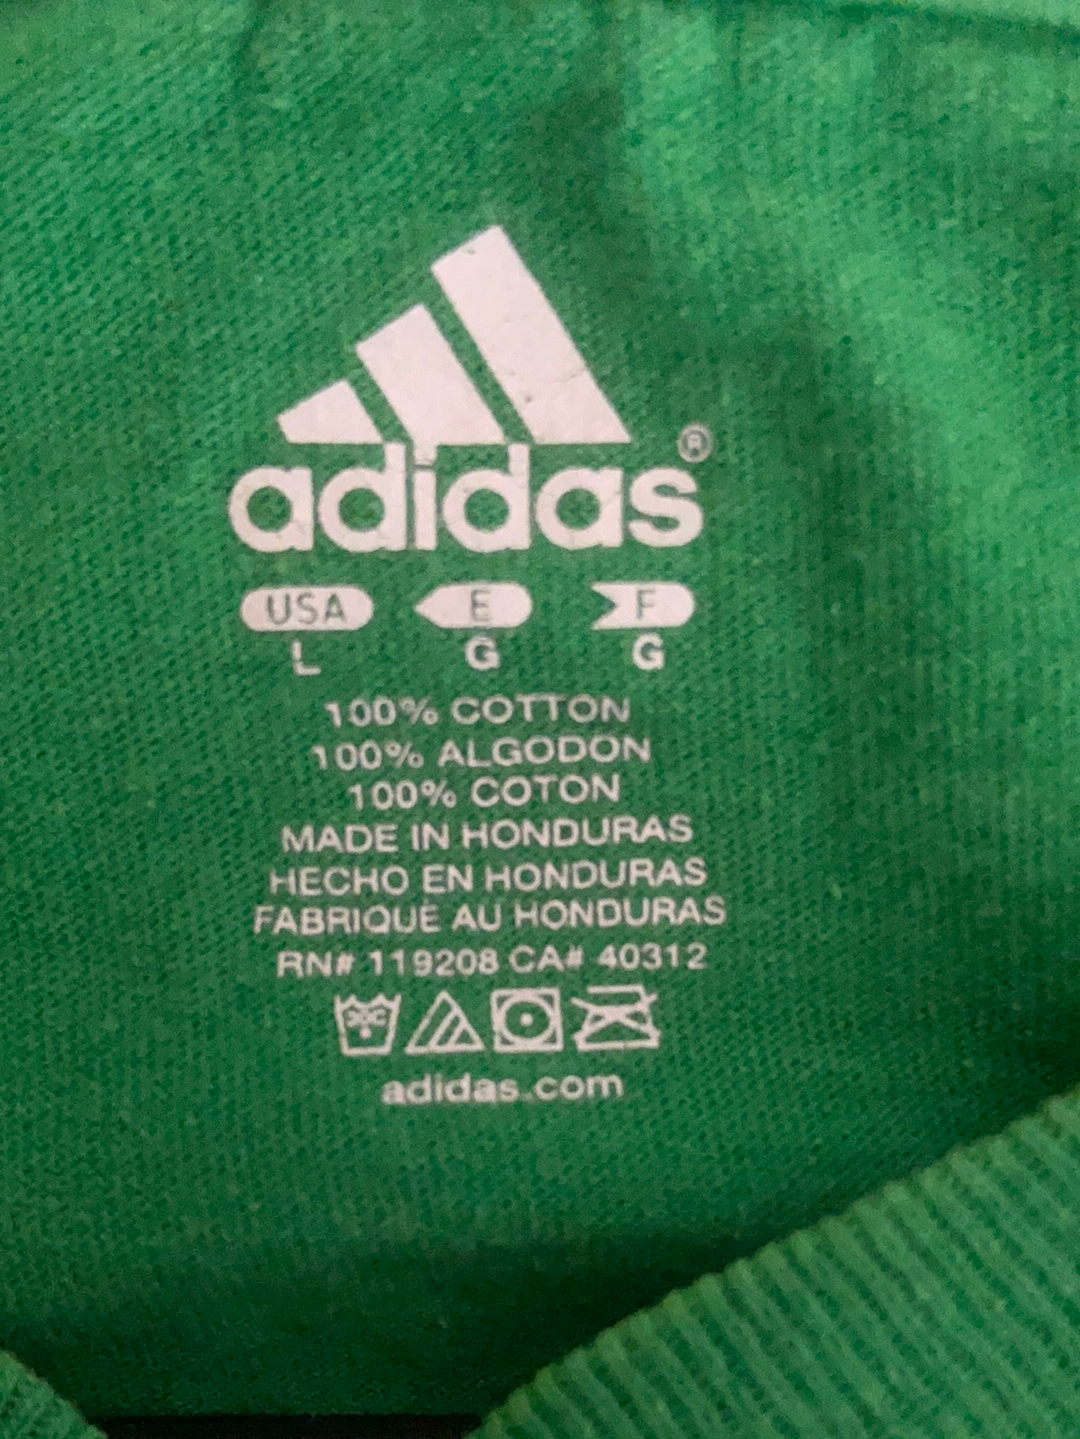 adidas®
USA E F
L G G
100% COTTON
100% ALGODON
100% COTON
MADE IN HONDURAS
HECHO EN HONDURAS
FABRIQUÉ AU HONDURAS
RN# 119208 CA# 40312
adidas.com